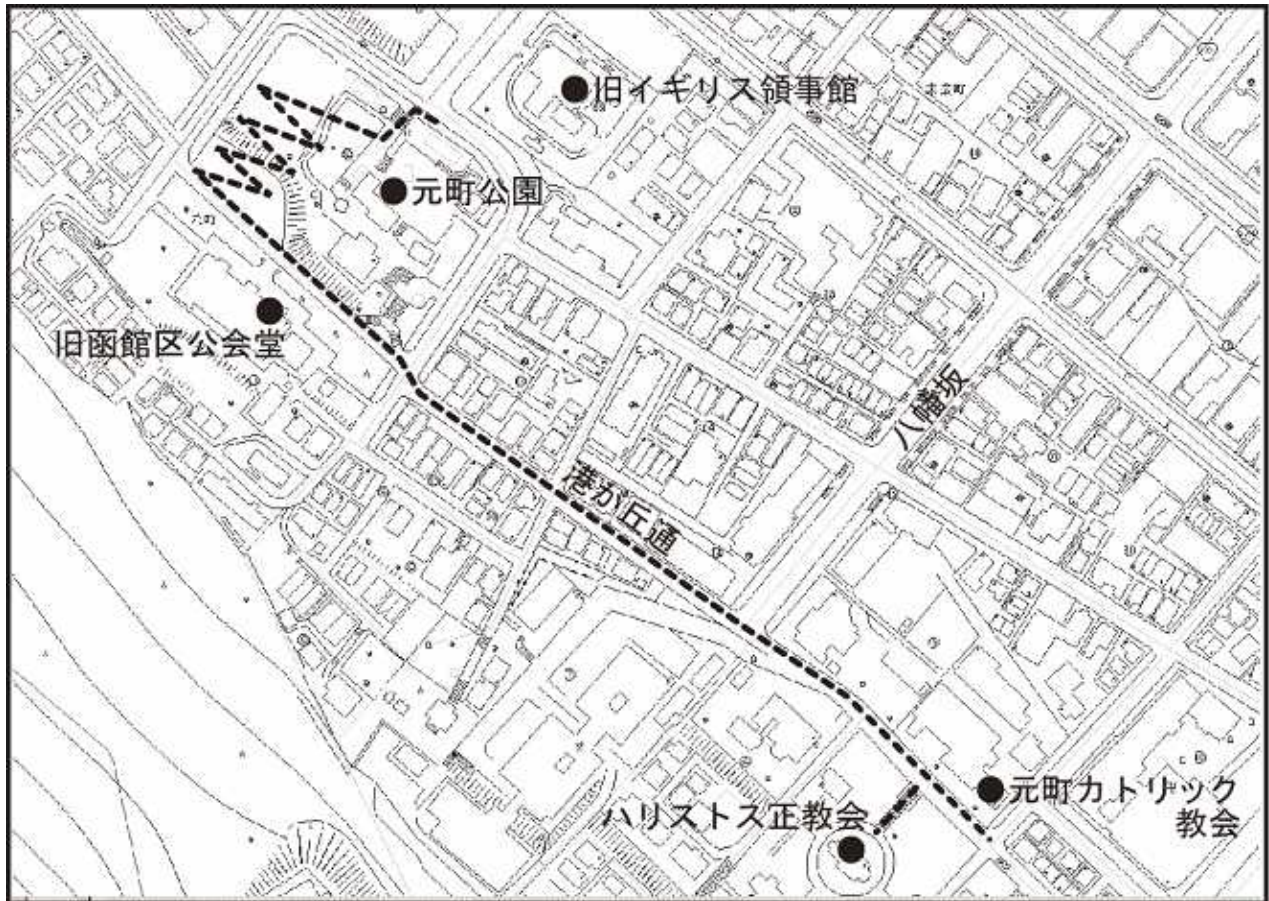 旧イギリス領事館
元町公園
旧函館区公会堂
八幡坂
港が丘通
元町カトリック
教会
ハリストス正教会